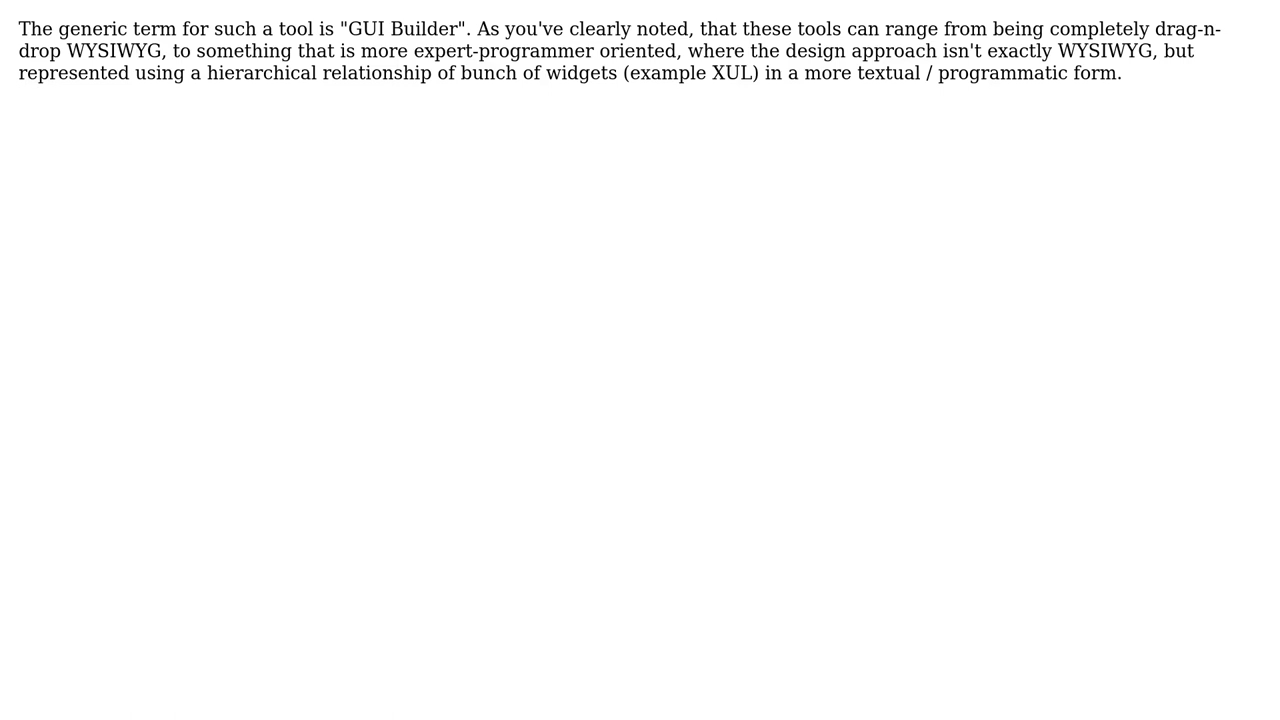 The generic term for such a tool is "GUI Builder". As you've clearly noted, that these tools can range from being completely drag-n-
drop WYSIWYG, to something that is more expert-programmer oriented, where the design approach isn't exactly WYSIWYG, but
represented using a hierarchical relationship of bunch of widgets (example XUL) in a more textual / programmatic form.